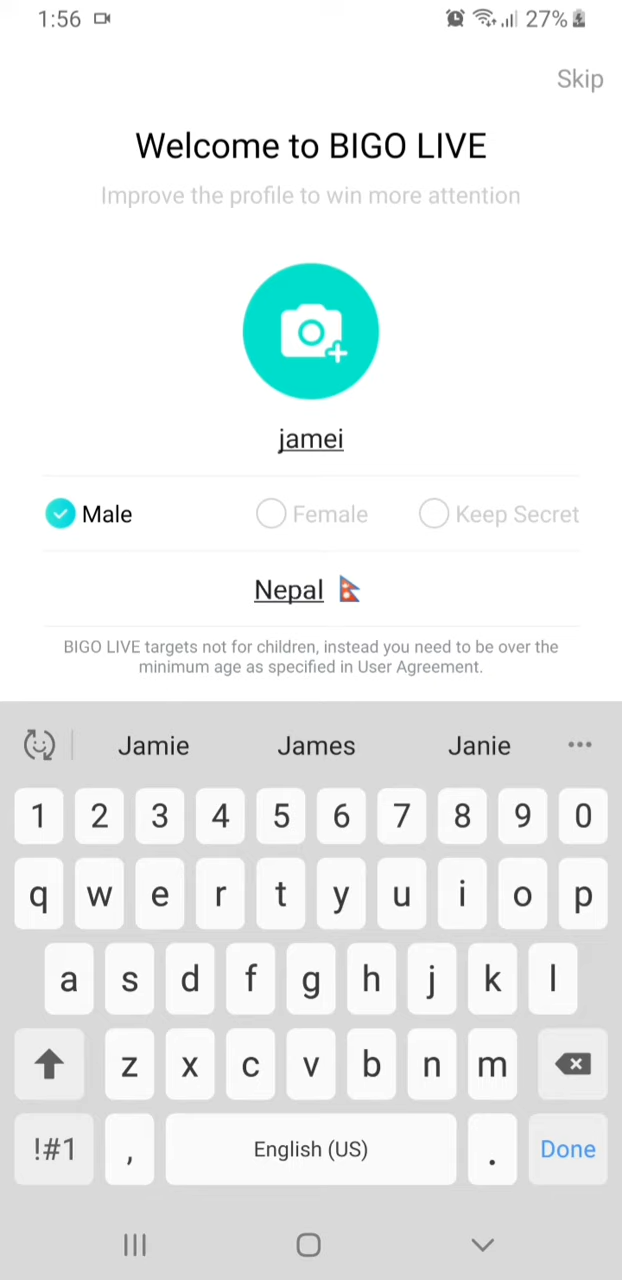 1:56 27%
Skip
Welcome to BIGO LIVE
Improve the profile to win more attention
jamei
Male Female Keep Secret
Nepal
BIGO LIVE targets not for children, instead you need to be over the
minimum age as specified in User Agreement.
Jamie James Janie
1 2 3 4 5 6 7 8 9 0
q w e r t y u i o p
a s d f g h j k l
z x c v b n m
!#1 , English (US) . Done